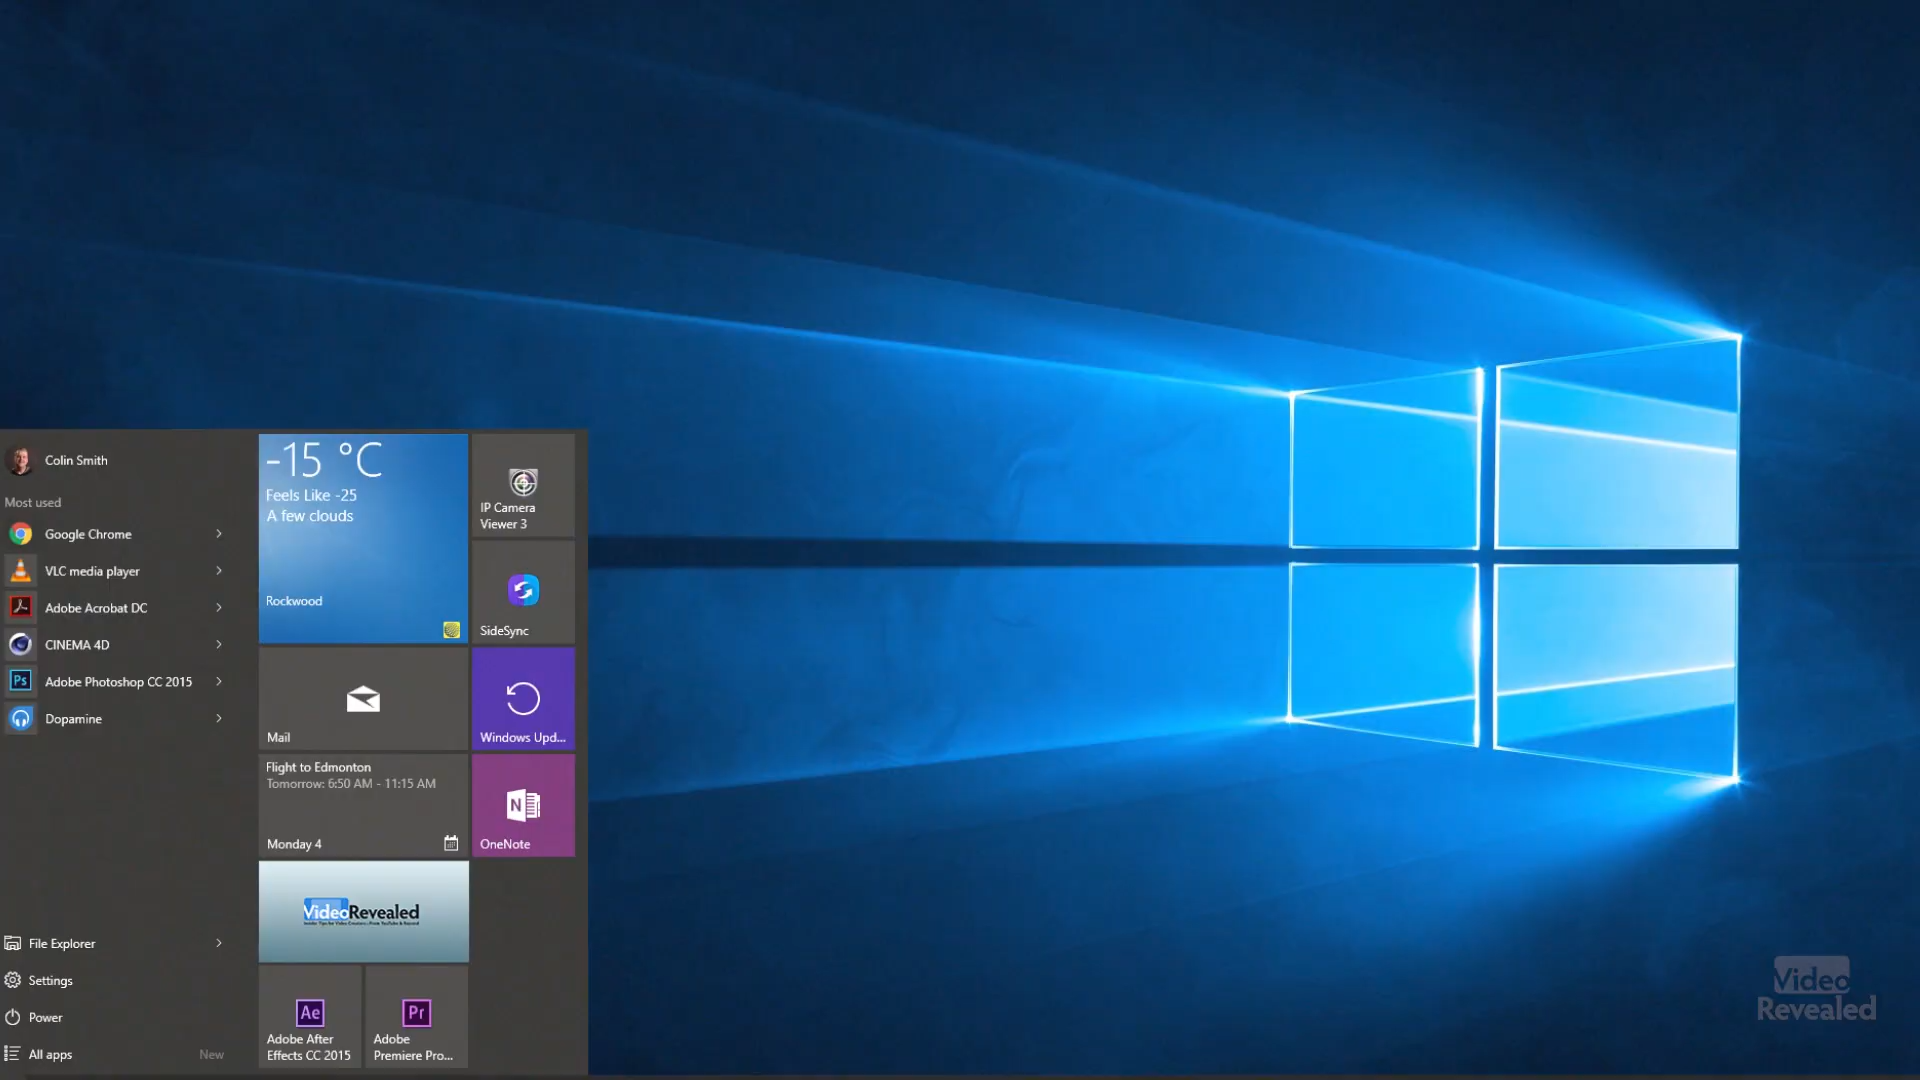 Colin Smith
Most used
Google Chrome
VLC media player
Adobe Acrobat DC
CINEMA 4D
Ps
Adobe Photoshop CC 2015
Dopamine
File Explorer
Settings
Power
All apps
New
-15 °C
Feels Like -25
A few clouds
Rockwood
IP Camera
Viewer 3
SideSync
Mail
Windows Upd...
Flight to Edmonton
Tomorrow: 6:50 AM - 11:15 AM
Monday 4
N
OneNote
VideoRevealed
Ae
Adobe After
Effects CC 2015
Pr
Adobe
Premiere Pro...
Video
Revealed